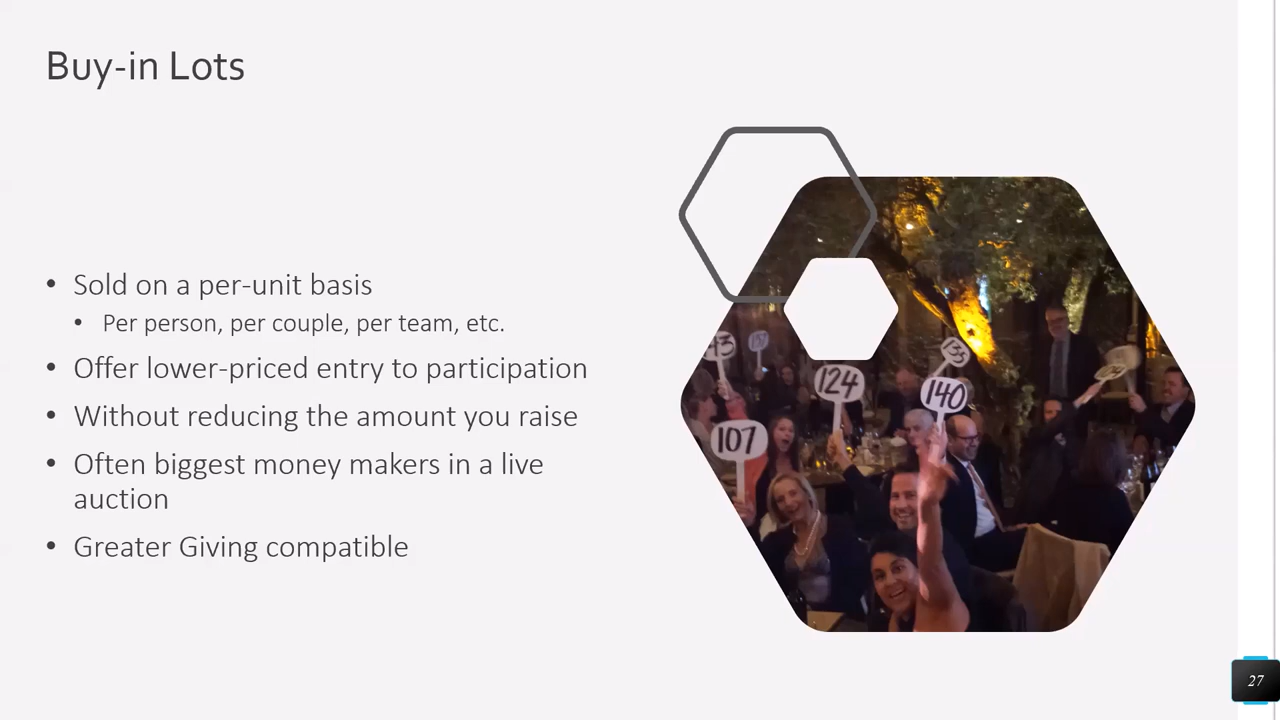 Buy-in Lots
• Sold on a per-unit basis
• Per person, per couple, per team, etc.
• Offer lower-priced entry to participation
• Without reducing the amount you raise
• Often biggest money makers in a live
auction
• Greater Giving compatible
124
140
107
27